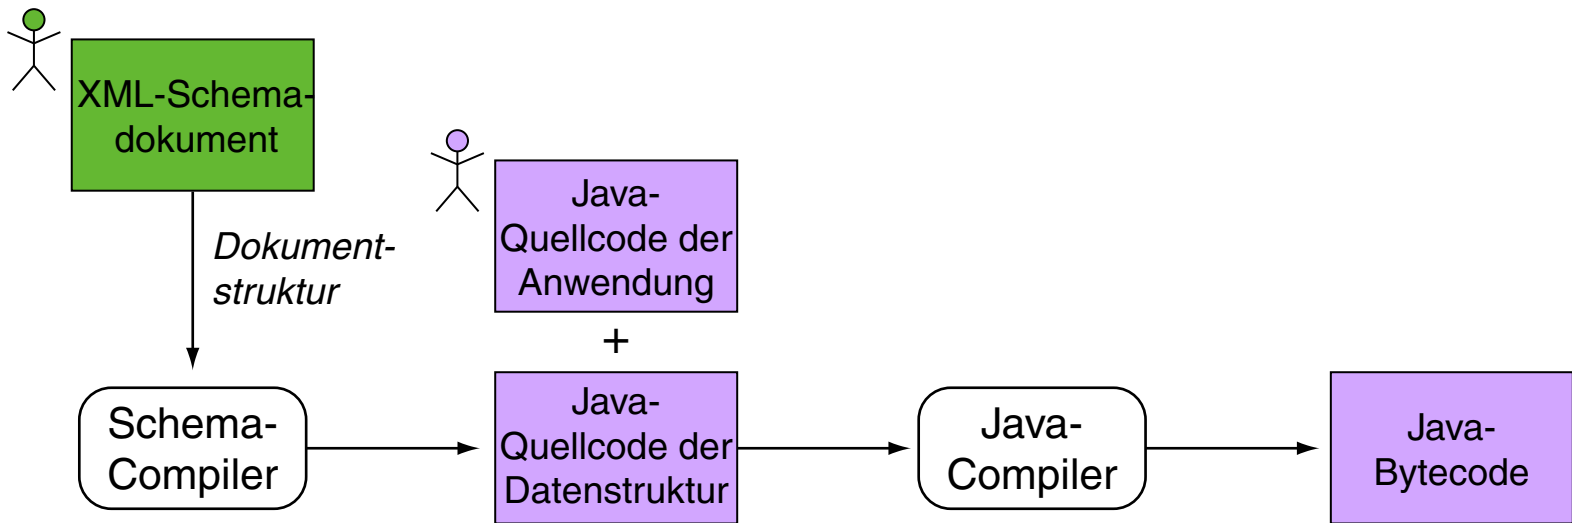 XML-Schema-
dokument
Dokument-
struktur
Java-
Quellcode der
Anwendung
+
Schema-
Compiler
Java-
Quellcode der
Datenstruktur
Java-
Compiler
Java-
Bytecode